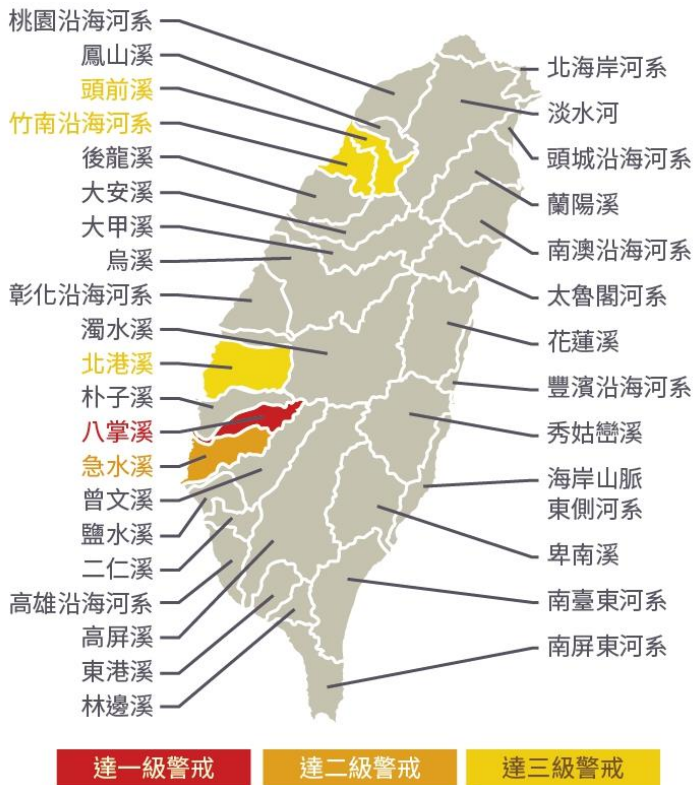 桃園沿海河系
鳳山溪
頭前溪
竹南沿海河系
後龍溪
大安溪
大甲溪
烏溪
彰化沿海河系
濁水溪
北港溪
朴子溪
八掌溪
急水溪
曾文溪
鹽水溪
二仁溪
高雄沿海河系
高屏溪
東港溪
林邊溪
北海岸河系
淡水河
頭城沿海河系
蘭陽溪
南澳沿海河系
太魯閣河系
花蓮溪
豐濱沿海河系
秀姑巒溪
海岸山脈
東側河系
卑南溪
南臺東河系
南屏東河系
達一級警戒
達二級警戒
達三級警戒